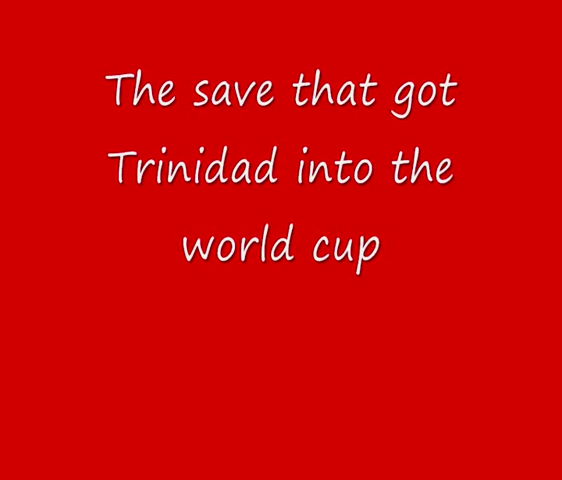 The save that got
Trinidad into the
world cup